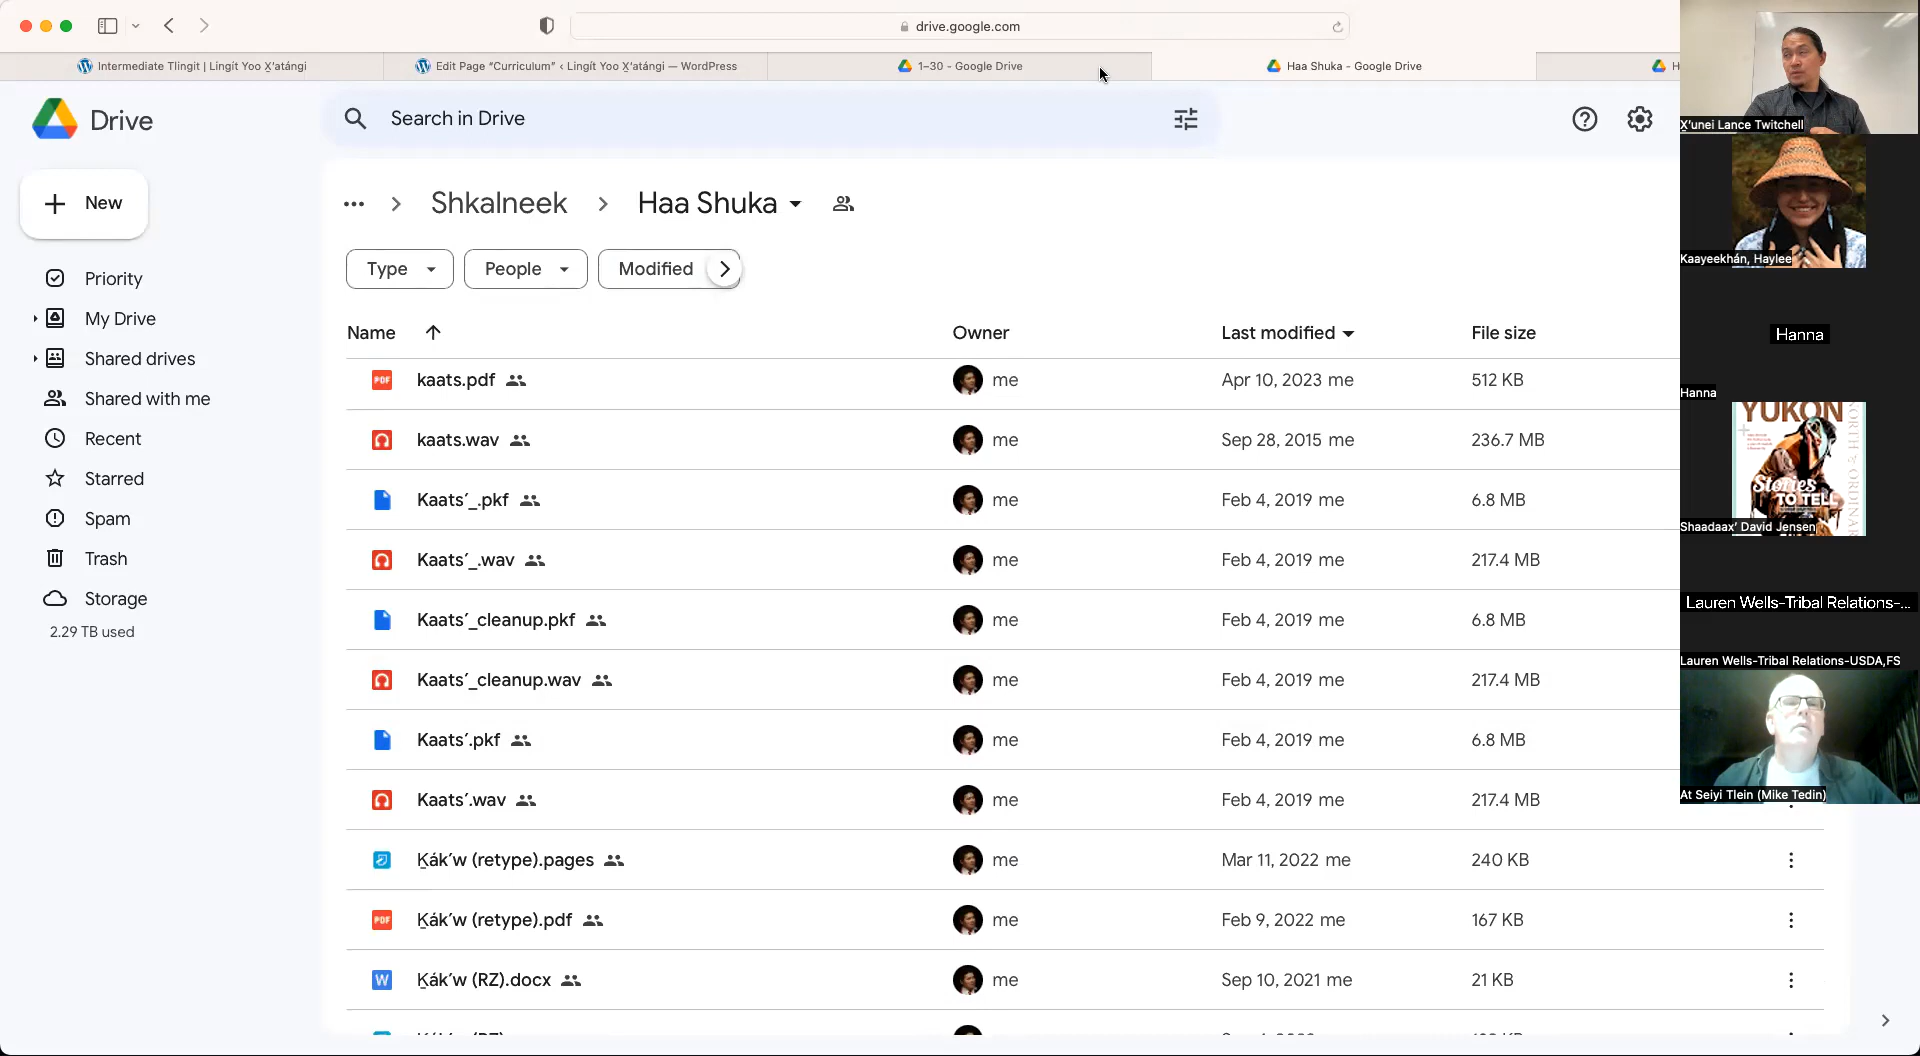 drive.google.com
Intermediate Tlingit | Lingít Yoo X̱ʼatángi
Edit Page “Curriculum” ‹ Lingít Yoo X̱ʼatángi — WordPress
1–30 - Google Drive
Haa Shuka - Google Drive
Drive
Search in Drive
New
Priority
My Drive
Shared drives
Shared with me
Recent
Starred
Spam
Trash
Storage
2.29 TB used
... Shkalneek Haa Shuka
Type People Modified
Name Owner Last modified File size
kaats.pdf me Apr 10, 2023 me 512 KB
kaats.wav me Sep 28, 2015 me 236.7 MB
Kaats´_.pkf me Feb 4, 2019 me 6.8 MB
Kaats´_.wav me Feb 4, 2019 me 217.4 MB
Kaats´_cleanup.pkf me Feb 4, 2019 me 6.8 MB
Kaats´_cleanup.wav me Feb 4, 2019 me 217.4 MB
Kaats´.pkf me Feb 4, 2019 me 6.8 MB
Kaats´.wav me Feb 4, 2019 me 217.4 MB
Ḵák´w (retype).pages me Mar 11, 2022 me 240 KB
Ḵák´w (retype).pdf me Feb 9, 2022 me 167 KB
Ḵák´w (RZ).docx me Sep 10, 2021 me 21 KB
X̱ʼunei Lance Twitchell
Kaayeekhán, Haylee
Hanna
Hanna
YUKON
NORTH OF ORDINARY
Stories
TO TELL
Shaadaaxʼ David Jensen
Lauren Wells-Tribal Relations-...
Lauren Wells-Tribal Relations-USDA,FS
At Seiyi Tlein (Mike Tedin)